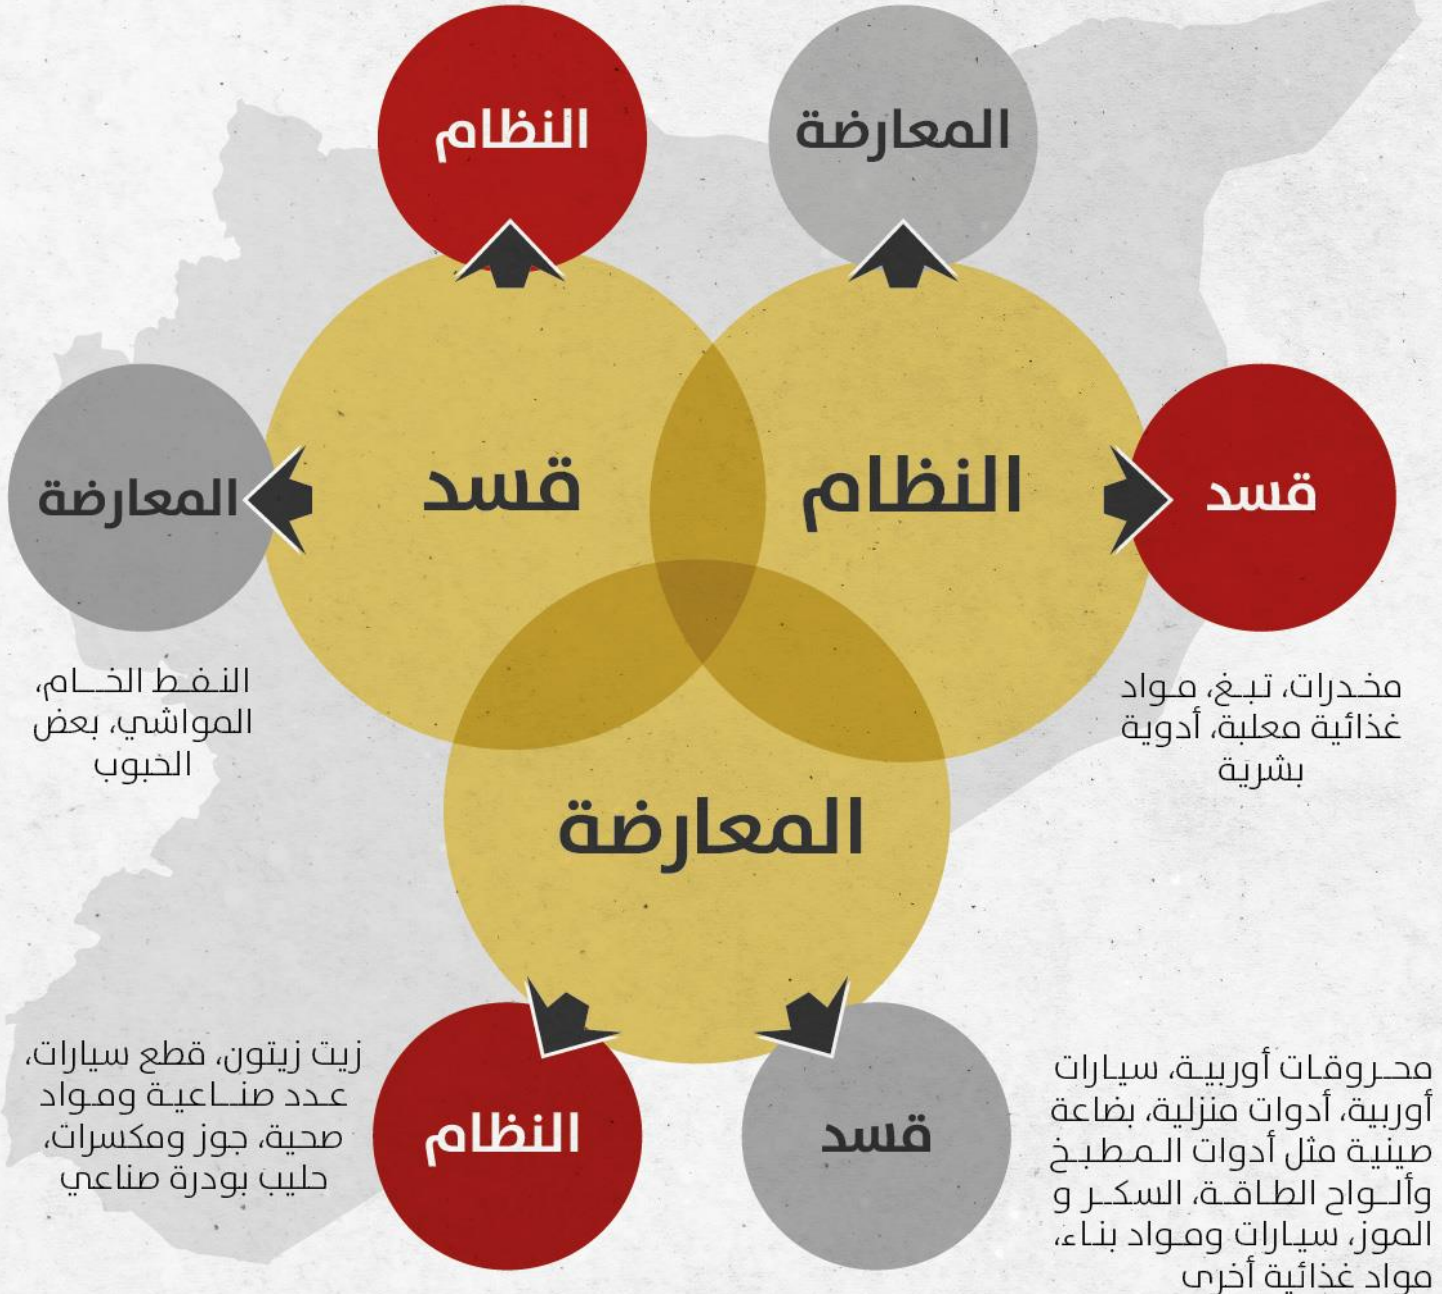 النظام
المعارضة
المعارضة
قسد
النظام
قسد
النفط الخام،
المواشي، بعض
الخبوب
مخدرات، تبغ، مواد
غذائية معلبة، أدوية
بشرية
المعارضة
زيت زيتون، قطع سيارات،
عدد صناعية ومواد
صحية، جوز ومكسرات،
حليب بودرة صناعي
النظام
قسد
محروقات أوربية، سيارات
أوربية، أدوات منزلية، بضاعة
صينية مثل أدوات المطبخ
وألواح الطاقة، السكر و
الموز، سيارات ومواد بناء،
مواد غذائية أخرى